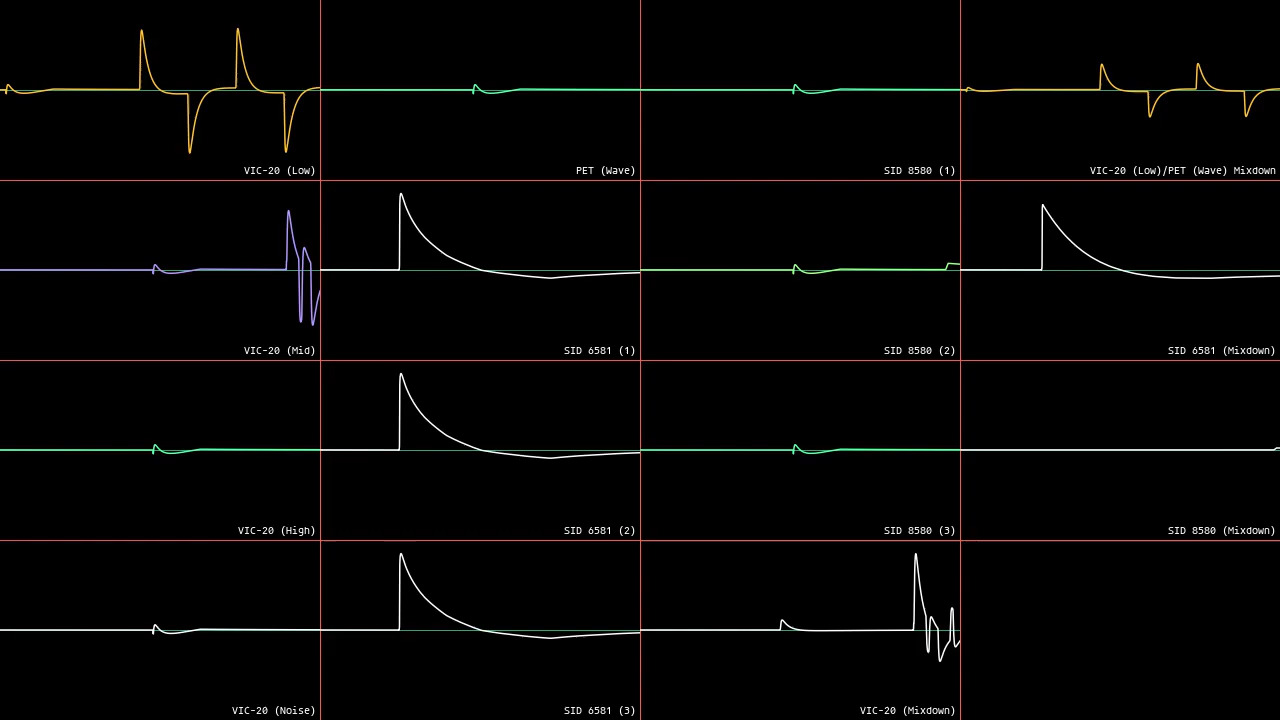 VIC-20 (Low)
PET (Wave)
SID 8580 (1)
VIC-20 (Low)/PET (Wave) Mixdown
VIC-20 (Mid)
SID 6581 (1)
SID 8580 (2)
SID 6581 (Mixdown)
VIC-20 (High)
SID 6581 (2)
SID 8580 (3)
SID 8580 (Mixdown)
VIC-20 (Noise)
SID 6581 (3)
VIC-20 (Mixdown)